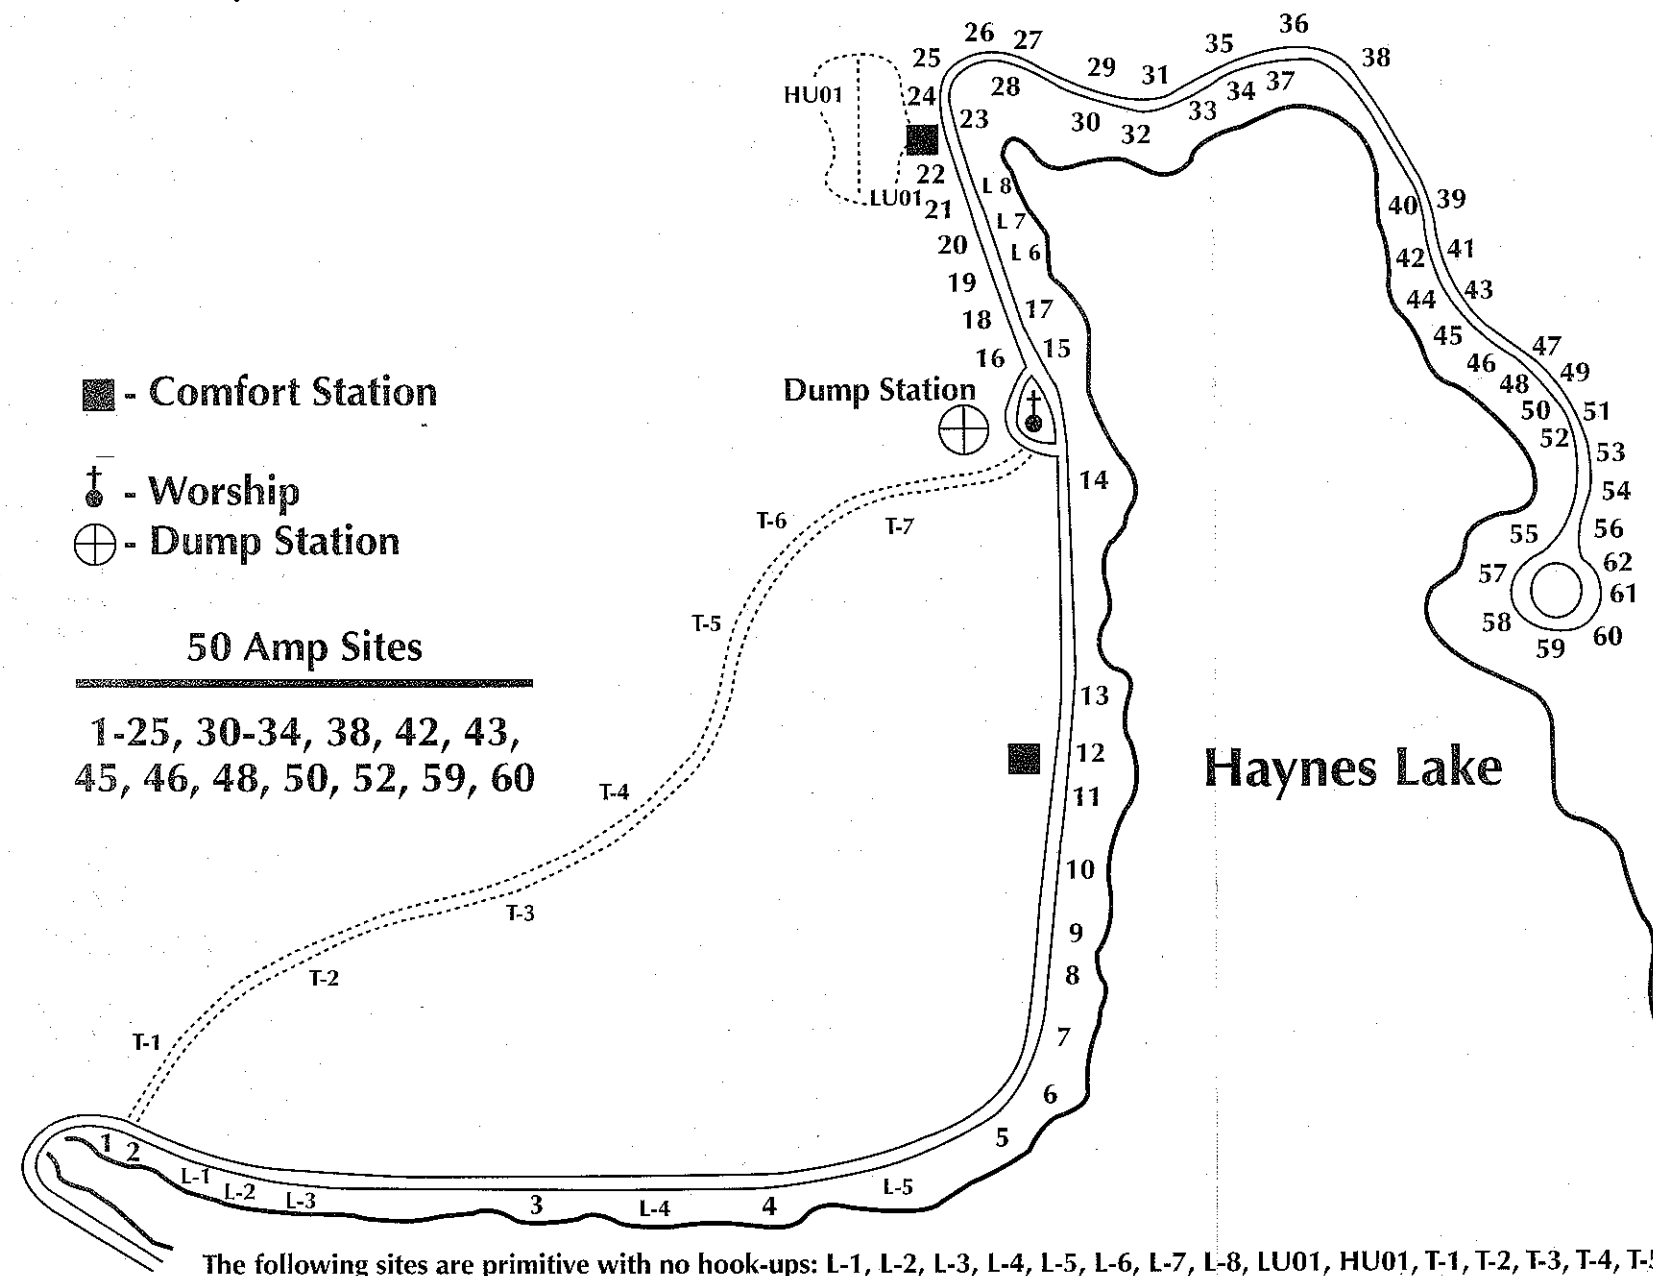 36
26
27
35
25
38
29
31
HU01
24
28
34
37
23
30
33
32
22
L 8
LU01
21
L 7
40
39
20
L 6
42
41
19
44
43
17
18
45
47
16
15
46
49
Dump Station
48
50
51
52
53
- Comfort Station
14
54
- Worship
T-6
T-7
55
56
- Dump Station
57
62
61
T-5
58
60
59
50 Amp Sites
13
1-25, 30-34, 38, 42, 43,
45, 46, 48, 50, 52, 59, 60
12
Haynes Lake
T-4
11
10
T-3
9
T-2
8
T-1
7
6
1
2
5
L-1
L-2
L-3
3
L-4
4
L-5
The following sites are primitive with no hook-ups: L-1, L-2, L-3, L-4, L-5, L-6, L-7, L-8, LU01, HU01, T-1, T-2, T-3, T-4, T-5